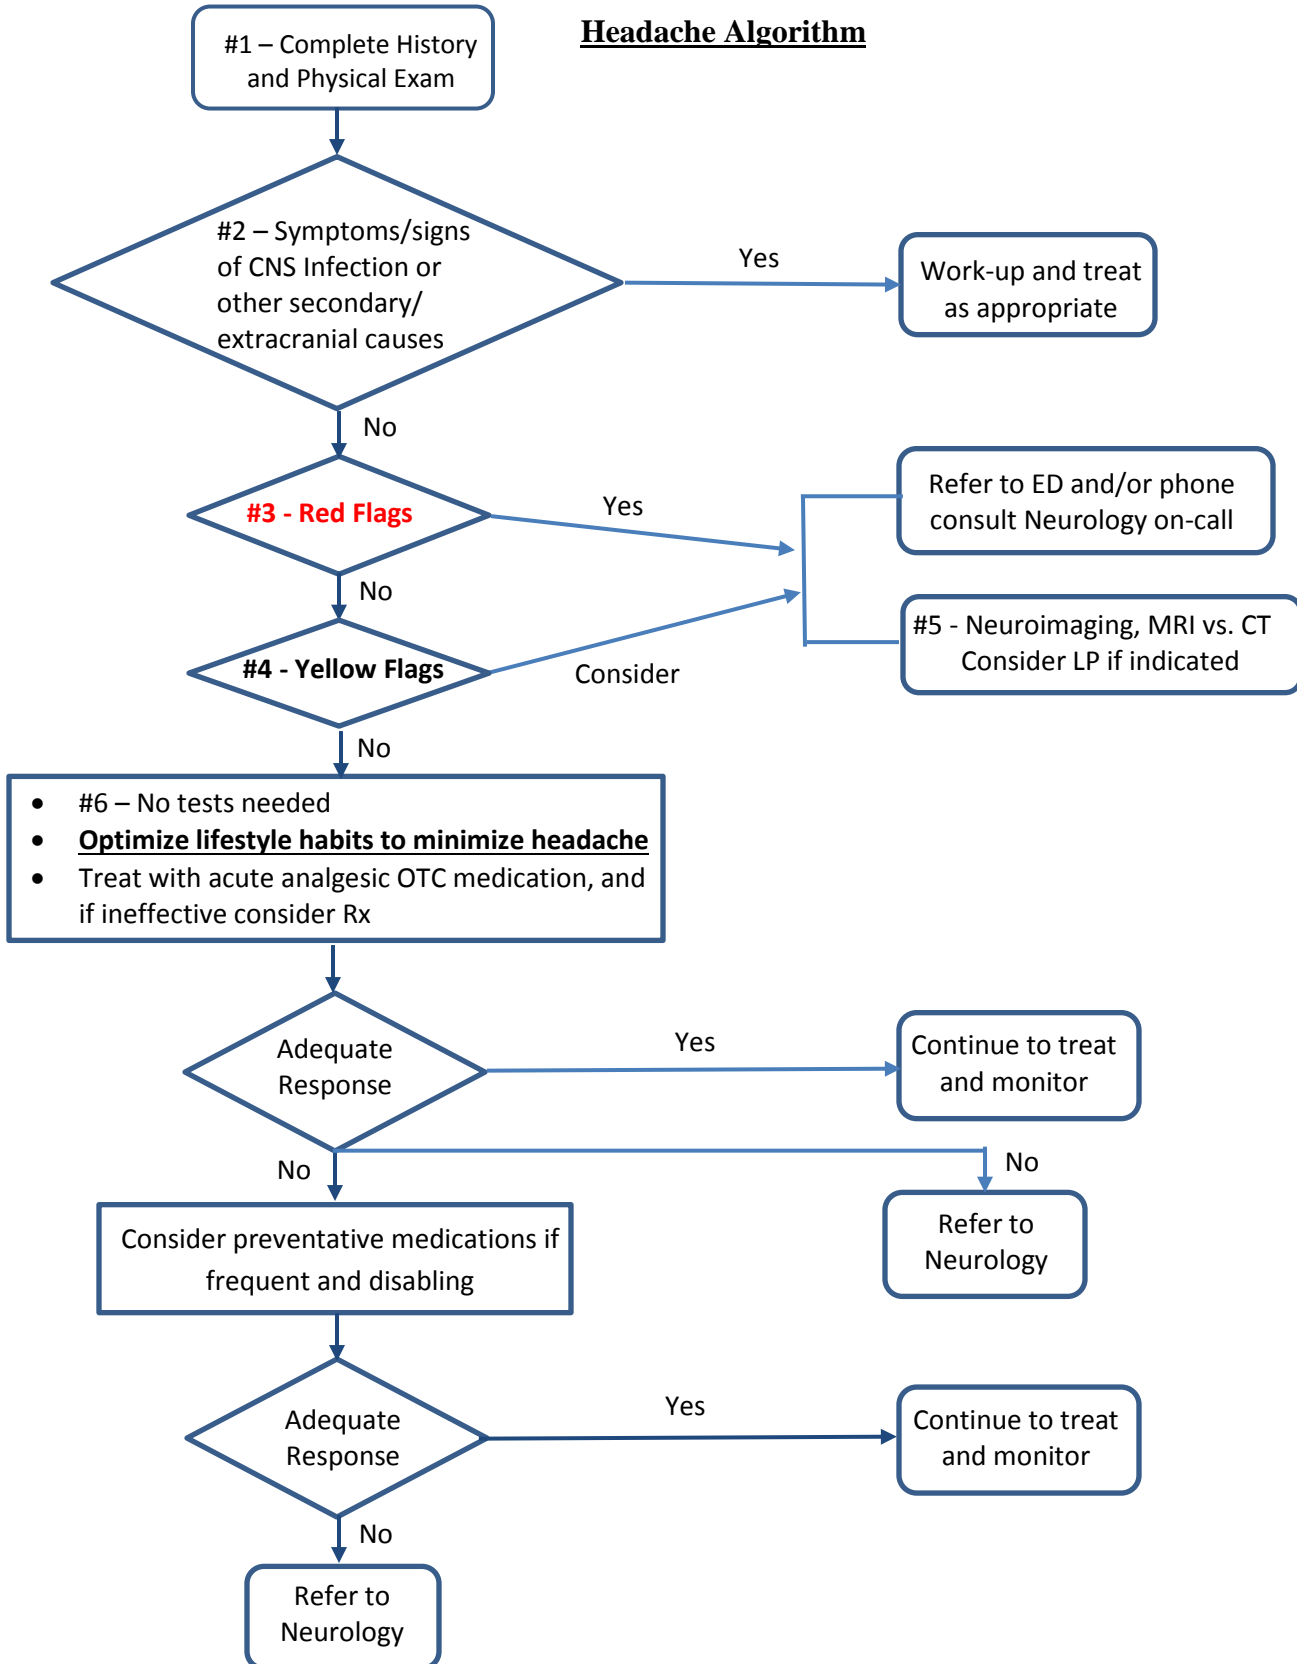 Headache Algorithm
#1 – Complete History
and Physical Exam
#2 – Symptoms/signs
of CNS Infection or
other secondary/
extracranial causes
Yes
Work-up and treat
as appropriate
No
#3 - Red Flags
Yes
Refer to ED and/or phone
consult Neurology on-call
No
#4 - Yellow Flags
Consider
#5 - Neuroimaging, MRI vs. CT
Consider LP if indicated
No
• #6 – No tests needed
• Optimize lifestyle habits to minimize headache
• Treat with acute analgesic OTC medication, and
if ineffective consider Rx
Adequate
Response
Yes
Continue to treat
and monitor
No
No
Refer to
Neurology
Consider preventative medications if
frequent and disabling
Adequate
Response
Yes
Continue to treat
and monitor
No
Refer to
Neurology